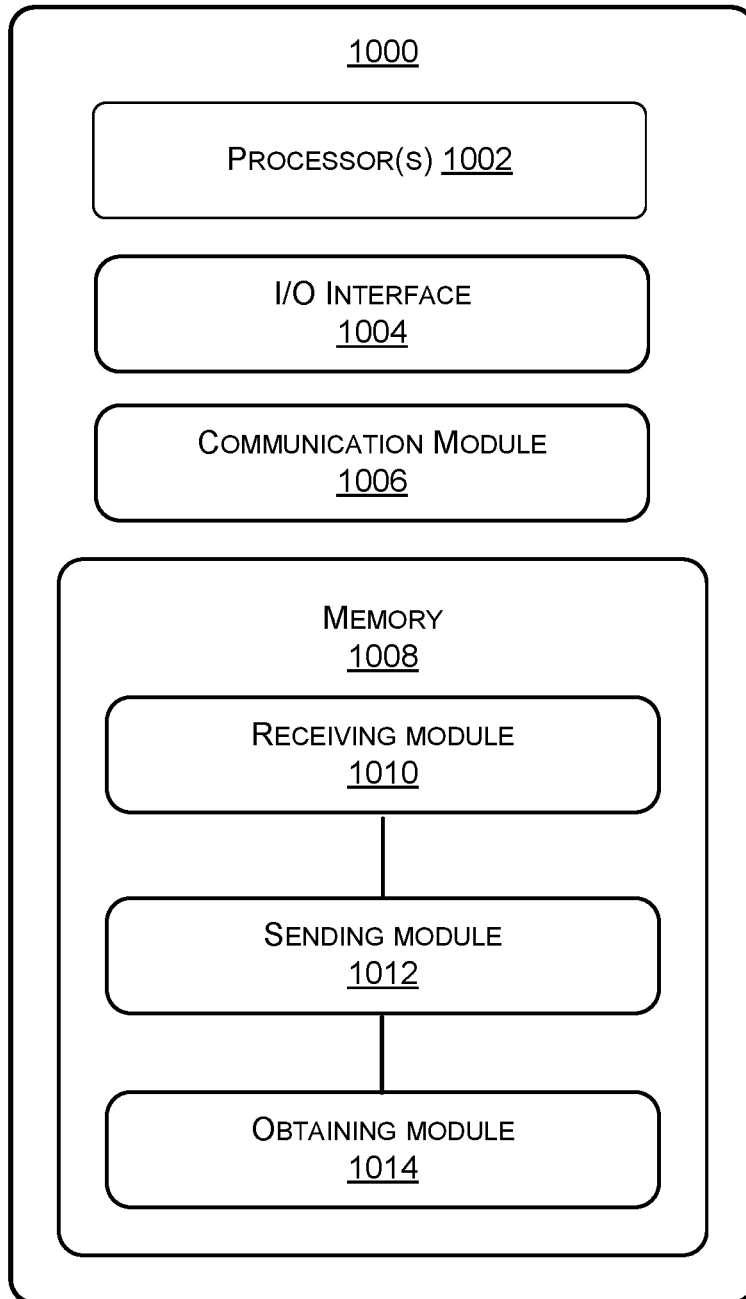 1000
PROCESSOR(S) 1002
I/O INTERFACE
1004
COMMUNICATION MODULE
1006
MEMORY
1008
RECEIVING MODULE
1010
SENDING MODULE
1012
OBTAINING MODULE
1014